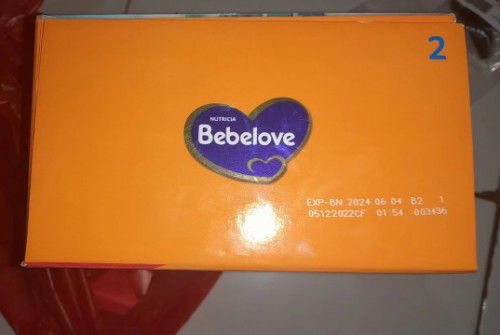 2
NUTRICIA
Bebelove
EXP-BN 2024 06 04 B2 1
05122022CF 01 54 003436